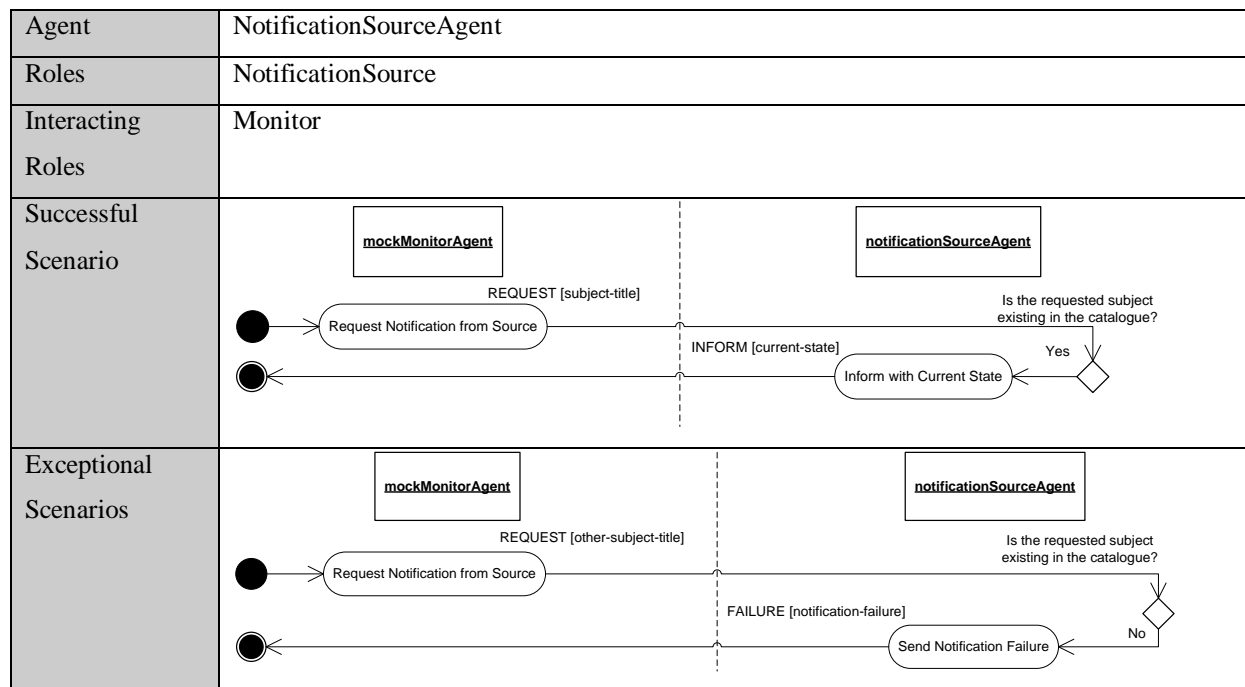 Agent
NotificationSourceAgent
Roles
NotificationSource
Interacting
Roles
Monitor
Successful
Scenario
mockMonitorAgent
notificationSourceAgent
REQUEST [subject-title]
Is the requested subject
existing in the catalogue?
Request Notification from Source
INFORM [current-state]
Yes
Inform with Current State
Exceptional
Scenarios
mockMonitorAgent
notificationSourceAgent
REQUEST [other-subject-title]
Is the requested subject
existing in the catalogue?
Request Notification from Source
FAILURE [notification-failure]
No
Send Notification Failure